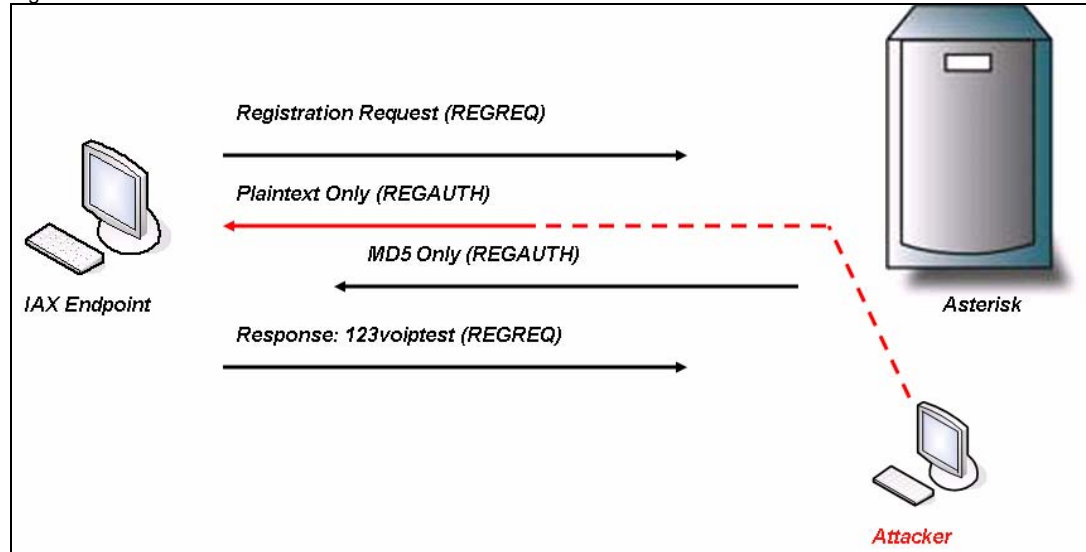 Registration Request (REGREQ)
Plaintext Only (REGAUTH)
MD5 Only (REGAUTH)
IAX Endpoint
Asterisk
Response: 123voiptest (REGREQ)
Attacker